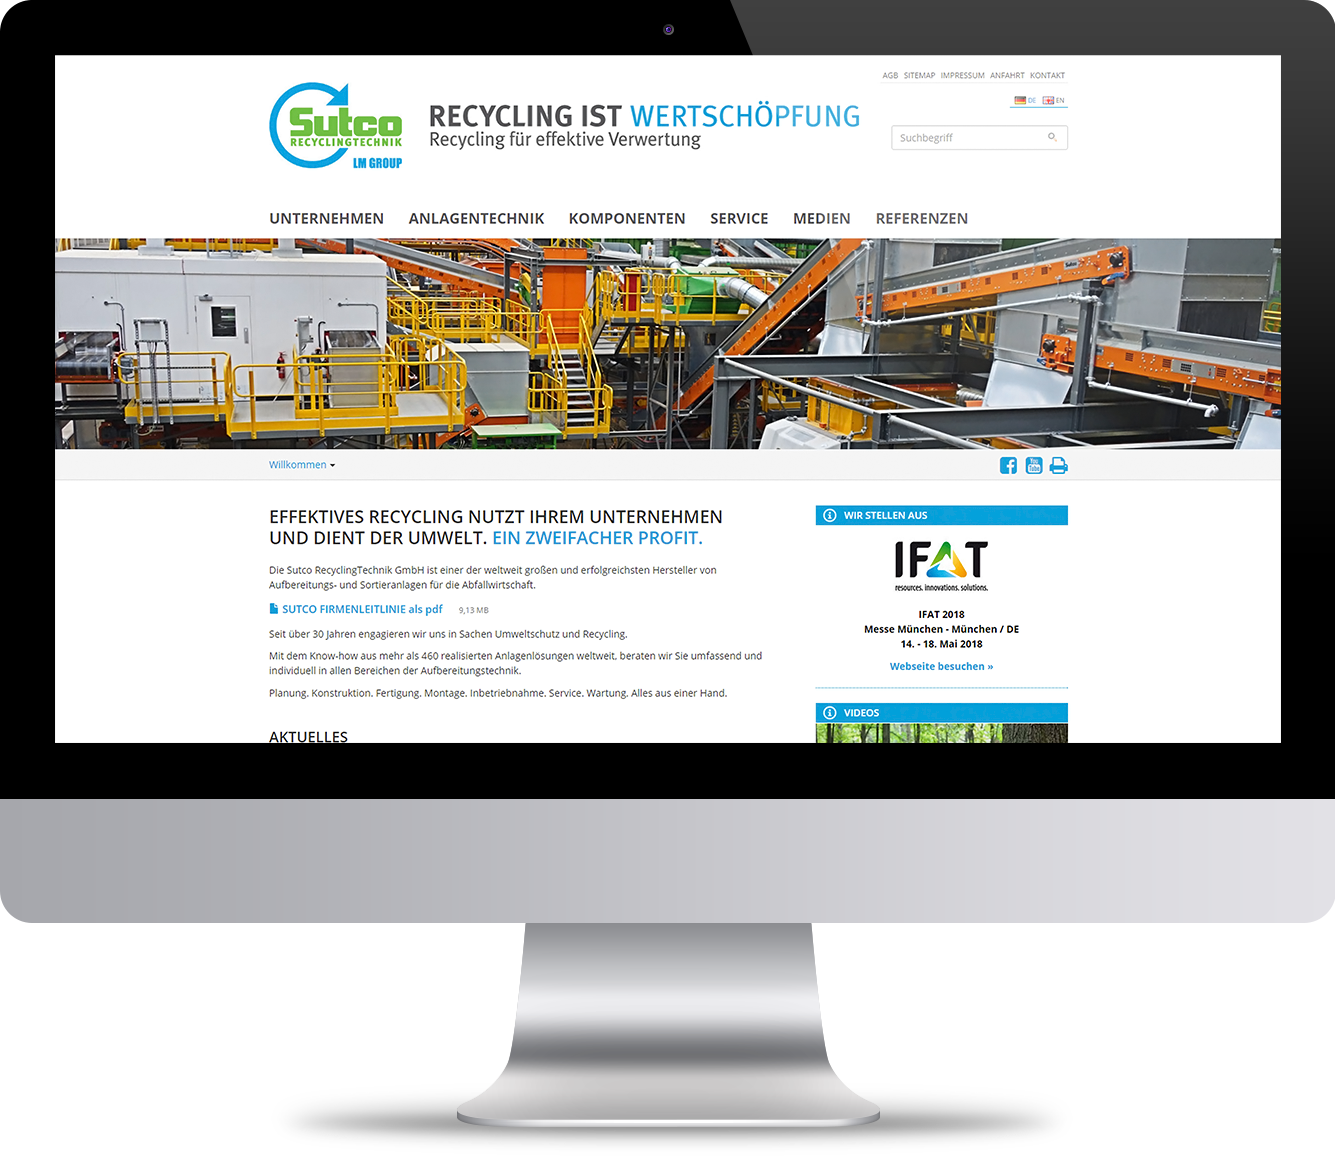 AGB SITEMAP IMPRESSUM ANFAHRT KONTAKT
DE EN
Sutco
RECYCLINGTECHNIK
LM GROUP
RECYCLING IST WERTSCHÖPFUNG
Recycling für effektive Verwertung
Suchbegriff
UNTERNEHMEN ANLAGENTECHNIK KOMPONENTEN SERVICE MEDIEN REFERENZEN
Sutco
Willkommen
You
Tube
EFFEKTIVES RECYCLING NUTZT IHREM UNTERNEHMEN
UND DIENT DER UMWELT. EIN ZWEIFACHER PROFIT.
Die Sutco RecyclingTechnik GmbH ist einer der weltweit großen und erfolgreichsten Hersteller von
Aufbereitungs- und Sortieranlagen für die Abfallwirtschaft.
SUTCO FIRMENLEITLINIE als pdf 9,13 MB
Seit über 30 Jahren engagieren wir uns in Sachen Umweltschutz und Recycling.
Mit dem Know-how aus mehr als 460 realisierten Anlagenlösungen weltweit, beraten wir Sie umfassend und
individuell in allen Bereichen der Aufbereitungstechnik.
Planung. Konstruktion. Fertigung. Montage. Inbetriebnahme. Service. Wartung. Alles aus einer Hand.
AKTUELLES
WIR STELLEN AUS
IFAT
resources. innovations. solutions.
IFAT 2018
Messe München - München / DE
14. - 18. Mai 2018
Webseite besuchen »
VIDEOS